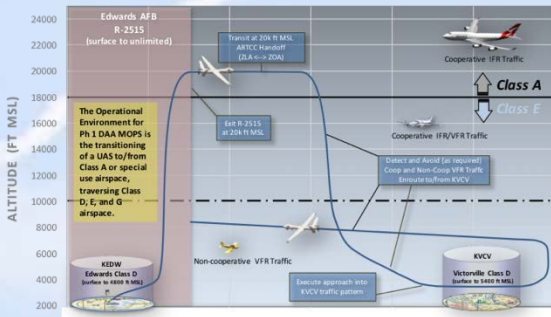 Edwards AFB
R-2515
(surface to unlimited)
24000
22000
20000
18000
16000
14000
12000
10000
8000
6000
4000
2000
ALTITUDE (FT MSL)
Transit at 20k ft MSL
ARTCC Handoff
(ZLA <--> ZOA)
Cooperative IFR Traffic
Class A
Class E
The Operational
Environment for
Ph 1 DAA MOPS is
the transitioning
of a UAS to/from
Class A or special
use airspace,
traversing Class
D, E, and G
airspace.
Exit R-2515
at 20k ft MSL
Cooperative IFR/VFR Traffic
Detect and Avoid (as required)
Coop and Non-Coop VFR Traffic
Enroute to/from KVCV
KEDW
Edwards Class D
(surface to 4800 ft MSL)
Non-cooperative VFR Traffic
Execute approach into
KVCV traffic pattern
KVCV
Victorville Class D
(surface to 5400 ft MSL)